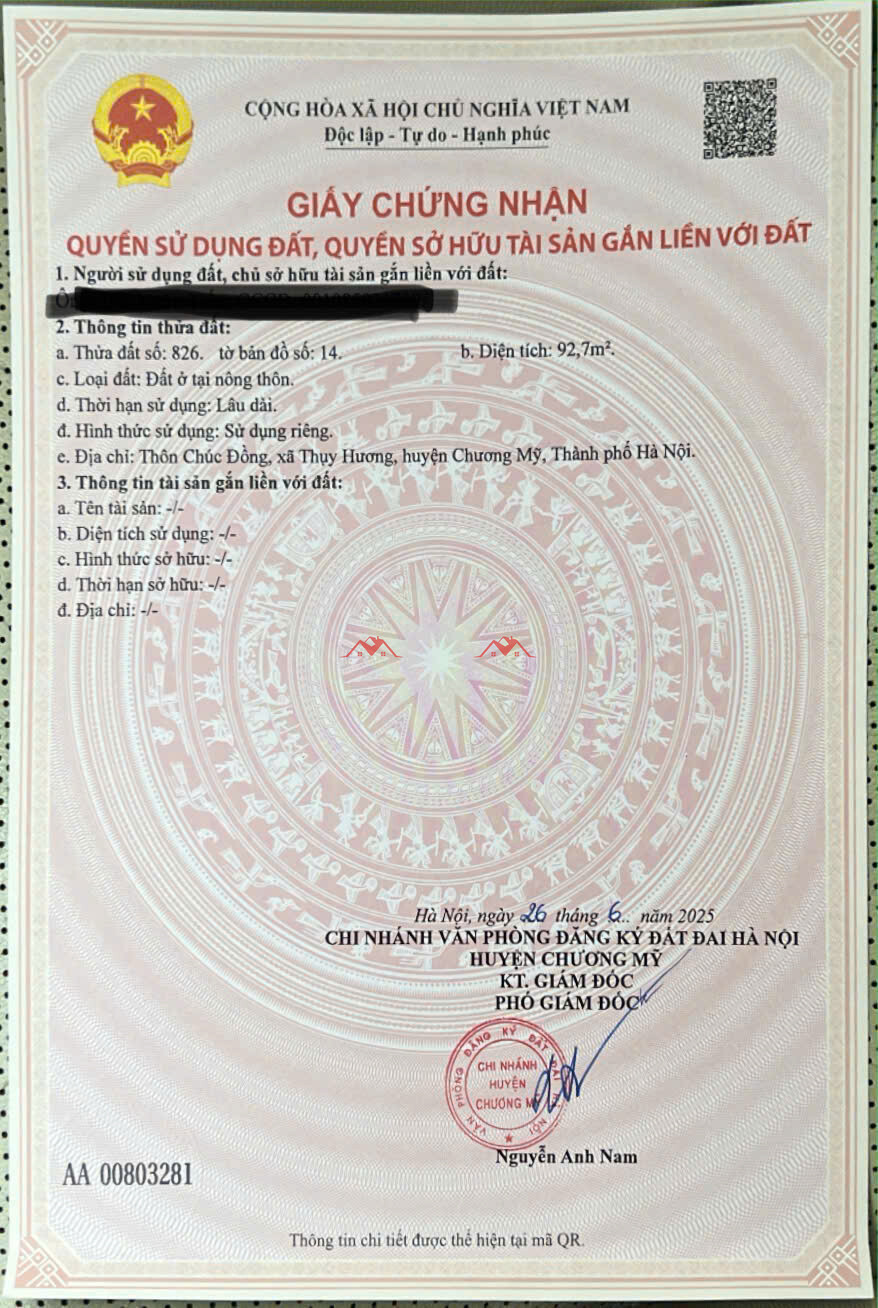 CỘNG HÒA XÃ HỘI CHỦ NGHĨA VIỆT NAM
Độc lập - Tự do - Hạnh phúc
GIẤY CHỨNG NHẬN
QUYỀN SỬ DỤNG ĐẤT, QUYỀN SỞ HỮU TÀI SẢN GẮN LIỀN VỚI ĐẤT
1. Người sử dụng đất, chủ sở hữu tài sản gắn liền với đất:
2. Thông tin thửa đất:
a. Thửa đất số: 826. tờ bản đồ số: 14. b. Diện tích: 92,7m².
c. Loại đất: Đất ở tại nông thôn.
d. Thời hạn sử dụng: Lâu dài.
đ. Hình thức sử dụng: Sử dụng riêng.
e. Địa chỉ: Thôn Chúc Đồng, xã Thụy Hương, huyện Chương Mỹ, Thành phố Hà Nội.
3. Thông tin tài sản gắn liền với đất:
a. Tên tài sản: -/-
b. Diện tích sử dụng: -/-
c. Hình thức sở hữu: -/-
d. Thời hạn sở hữu: -/-
đ. Địa chỉ: -/-
Hà Nội, ngày 26 tháng 6.. năm 2025
CHI NHÁNH VĂN PHÒNG ĐĂNG KÝ ĐẤT ĐAI HÀ NỘI
HUYỆN CHƯƠNG MỸ
KT. GIÁM ĐỐC
PHÓ GIÁM ĐỐC
VĂN PHÒNG ĐĂNG KÝ ĐẤT ĐAI HÀ NỘI
CHI NHÁNH
HUYỆN
CHƯƠNG MỸ
Nguyễn Anh Nam
AA 00803281
Thông tin chi tiết được thể hiện tại mã QR.